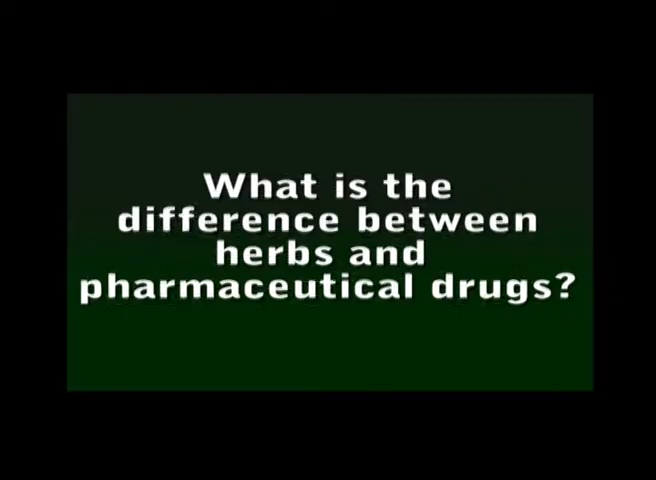 What is the
difference between
herbs and
pharmaceutical drugs?